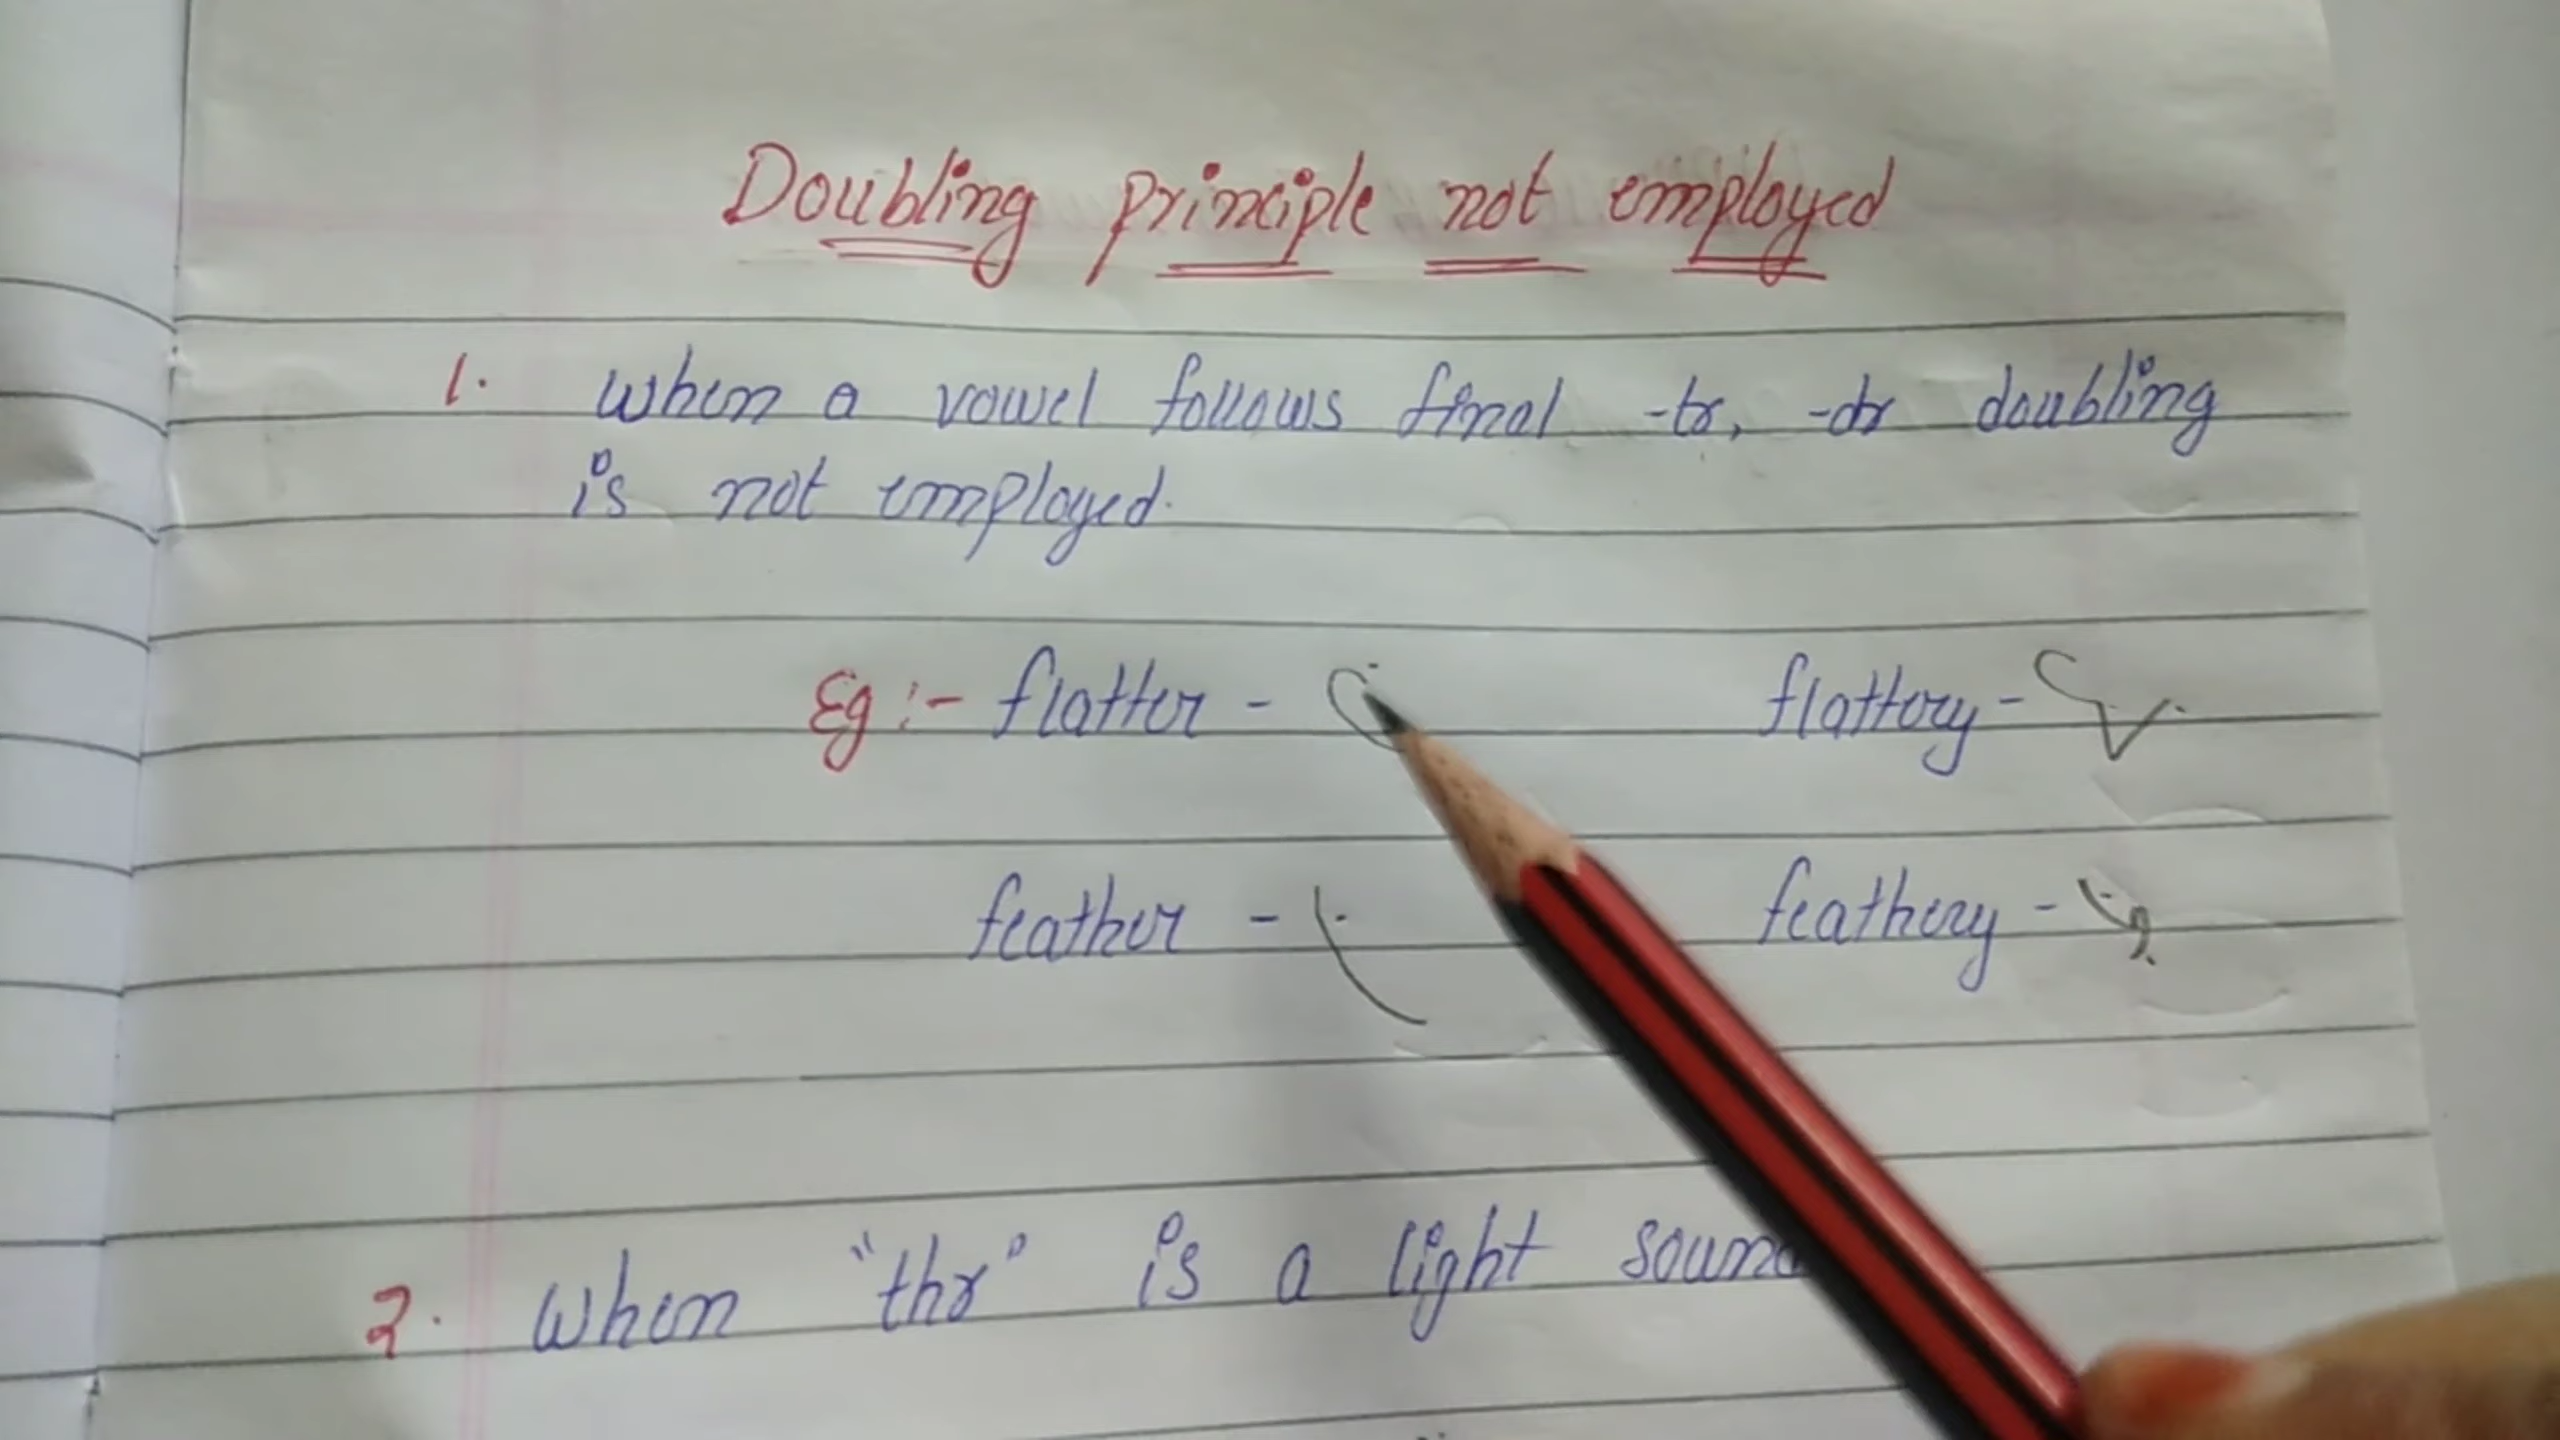 Doubling principle not employed
1. When a vowel follows final -tr, -dr doubling
is not employed.
Eg :- flatter - flattery -
feather - feathery -
2. When "thr" is a light sound